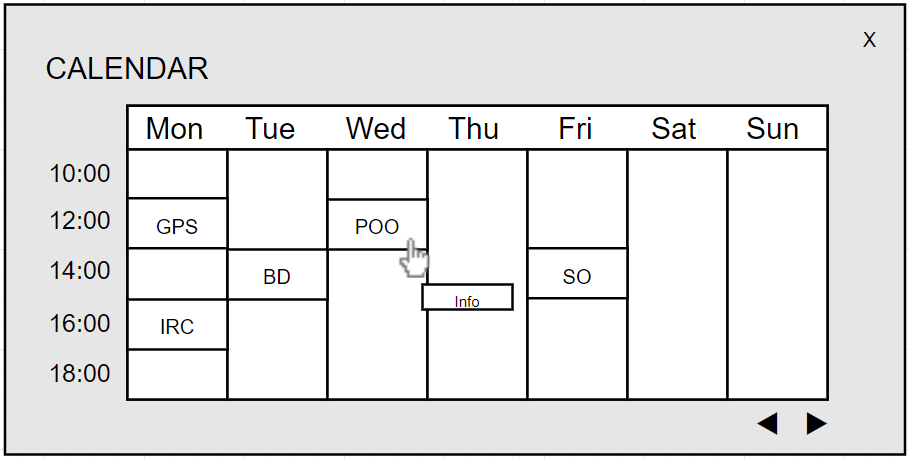 X
CALENDAR
Mon Tue Wed Thu Fri Sat Sun
10:00
12:00 GPS POO
14:00 BD SO
Info
16:00 IRC
18:00